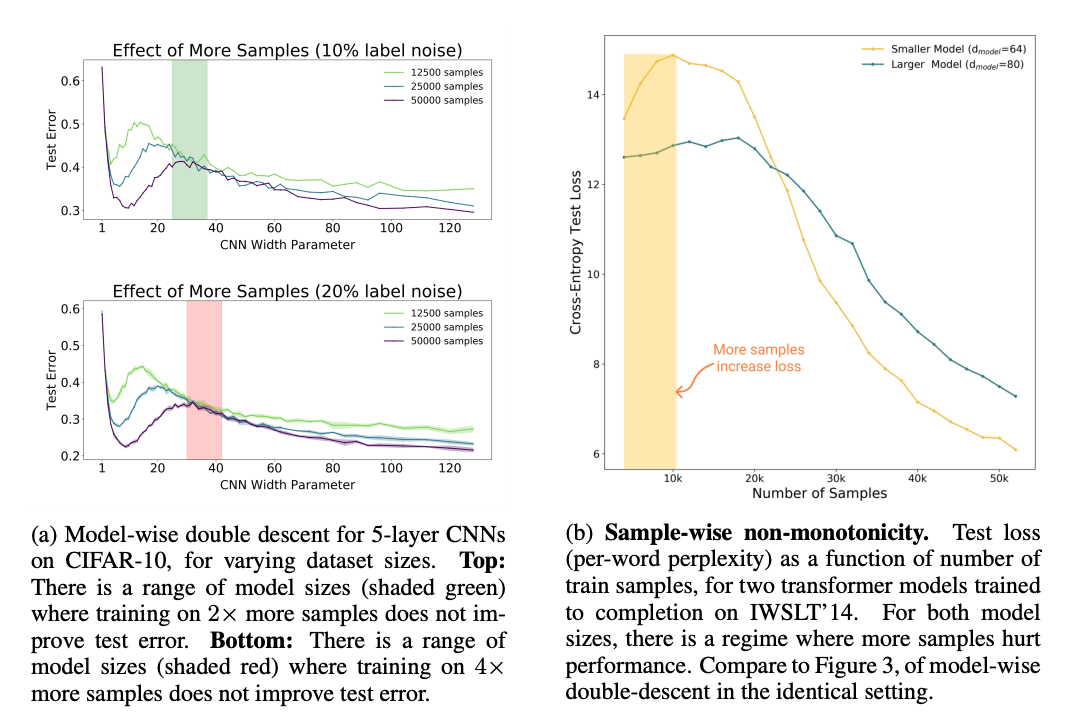 Effect of More Samples (10% label noise)
0.6
0.5
0.4
0.3
Test Error
12500 samples
25000 samples
50000 samples
1 20 40 60 80 100 120
CNN Width Parameter
Effect of More Samples (20% label noise)
0.6
0.5
0.4
0.3
0.2
Test Error
12500 samples
25000 samples
50000 samples
1 20 40 60 80 100 120
CNN Width Parameter
(a) Model-wise double descent for 5-layer CNNs
on CIFAR-10, for varying dataset sizes. Top:
There is a range of model sizes (shaded green)
where training on 2× more samples does not im-
prove test error. Bottom: There is a range of
model sizes (shaded red) where training on 4×
more samples does not improve test error.
Smaller Model (dmodel=64)
Larger Model (dmodel=80)
14
12
10
8
6
Cross-Entropy Test Loss
More samples
increase loss
10k 20k 30k 40k 50k
Number of Samples
(b) Sample-wise non-monotonicity. Test loss
(per-word perplexity) as a function of number of
train samples, for two transformer models trained
to completion on IWSLT’14. For both model
sizes, there is a regime where more samples hurt
performance. Compare to Figure 3, of model-wise
double-descent in the identical setting.